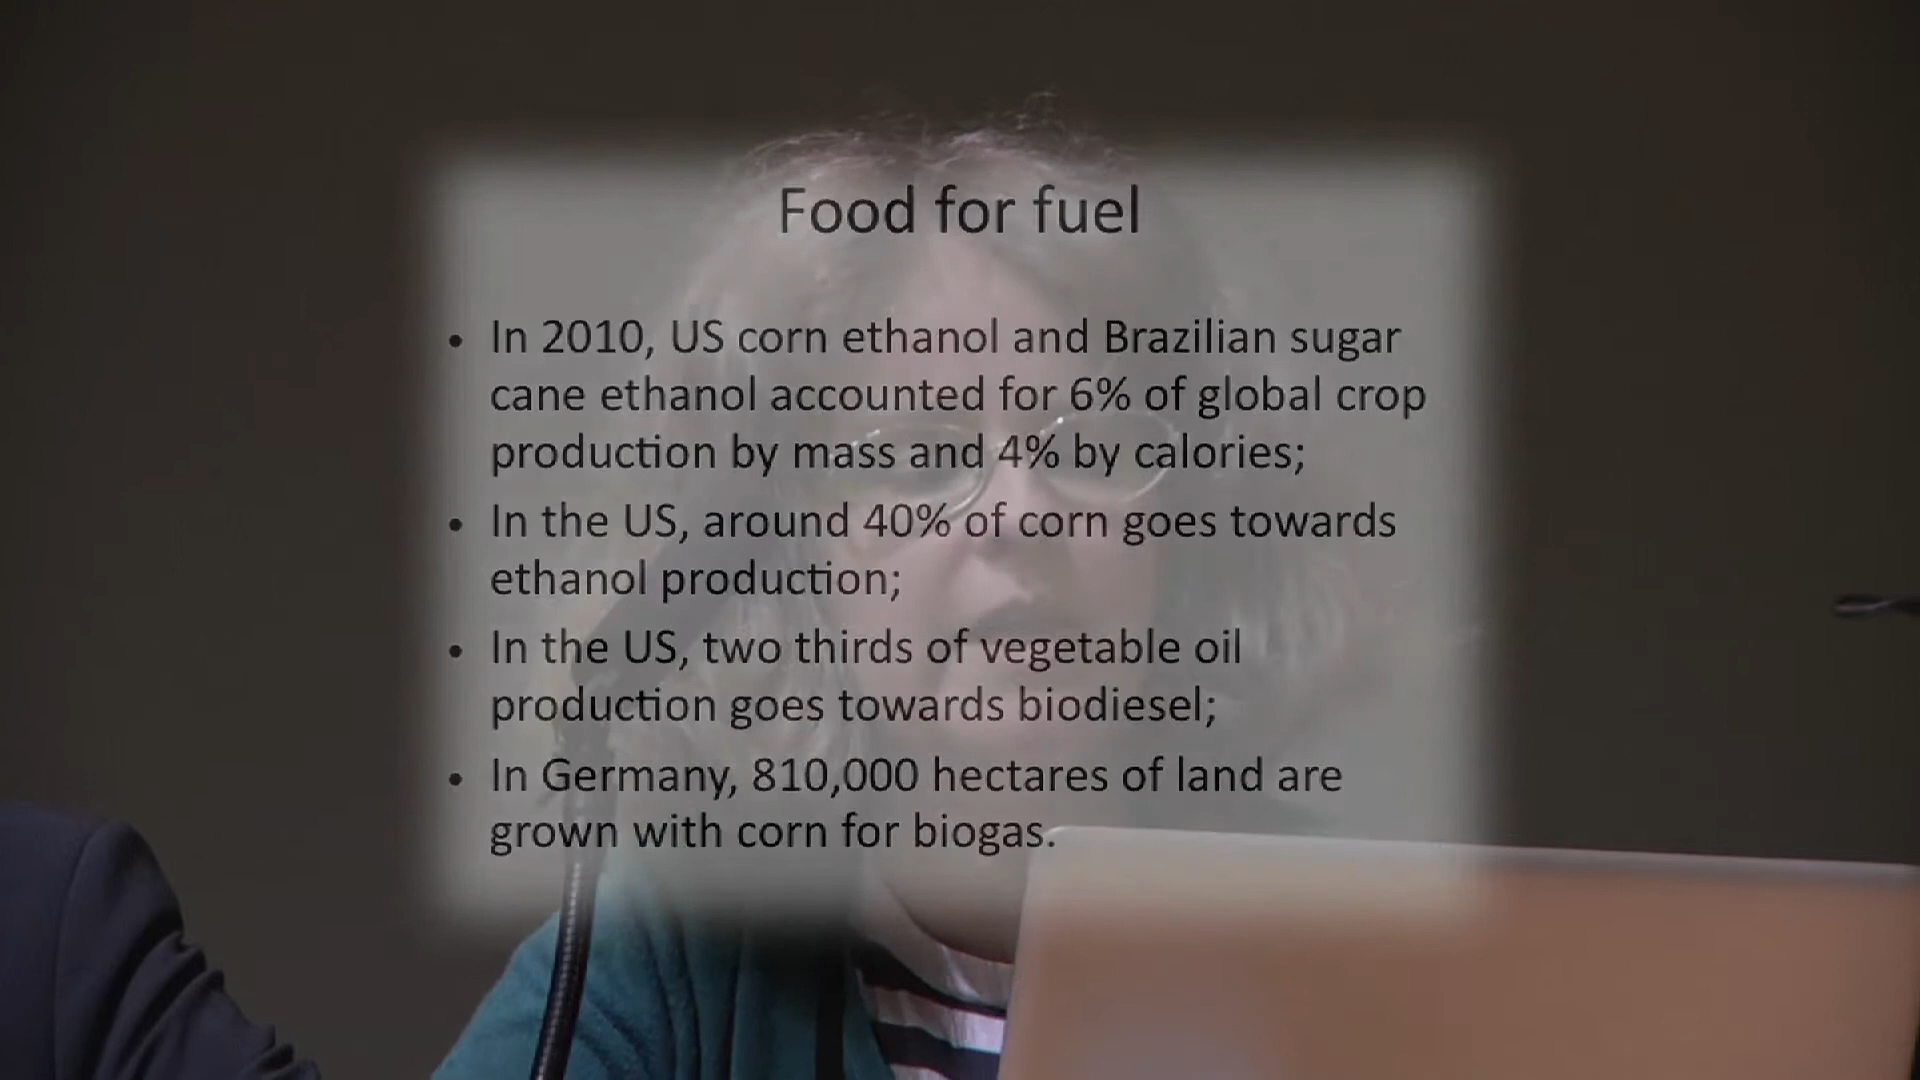 Food for fuel
• In 2010, US corn ethanol and Brazilian sugar
cane ethanol accounted for 6% of global crop
production by mass and 4% by calories;
• In the US, around 40% of corn goes towards
ethanol production;
• In the US, two thirds of vegetable oil
production goes towards biodiesel;
• In Germany, 810,000 hectares of land are
grown with corn for biogas.